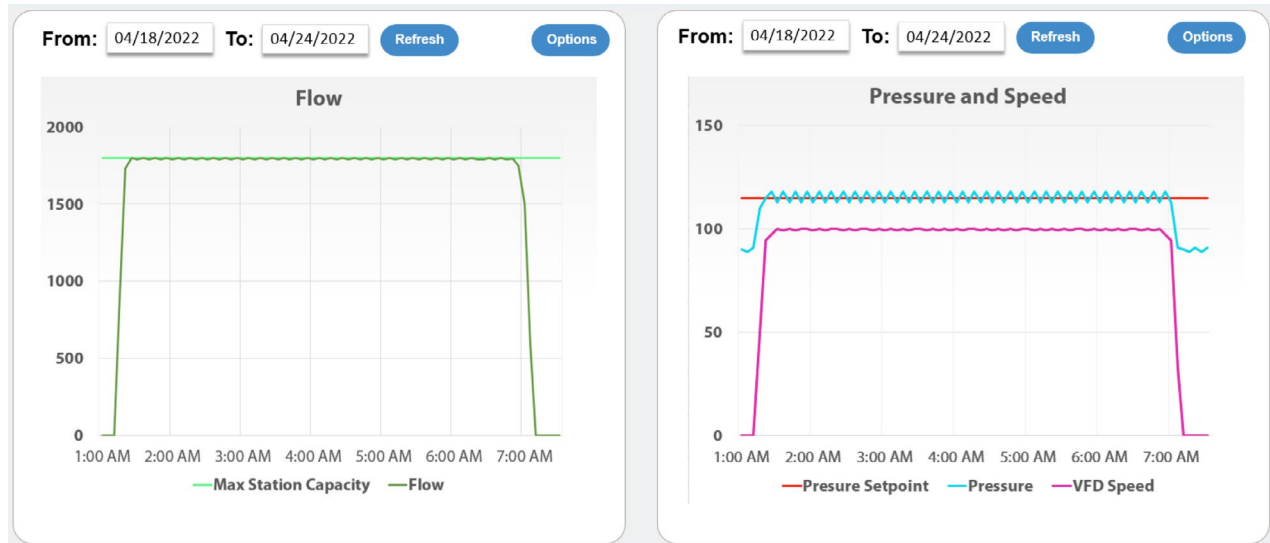 From: 04/18/2022 To: 04/24/2022 Refresh Options
Flow
2000
1500
1000
500
0
1:00 AM 2:00 AM 3:00 AM 4:00 AM 5:00 AM 6:00 AM 7:00 AM
Max Station Capacity Flow
From: 04/18/2022 To: 04/24/2022 Refresh Options
Pressure and Speed
150
100
50
0
1:00 AM 2:00 AM 3:00 AM 4:00 AM 5:00 AM 6:00 AM 7:00 AM
Presure Setpoint Pressure VFD Speed